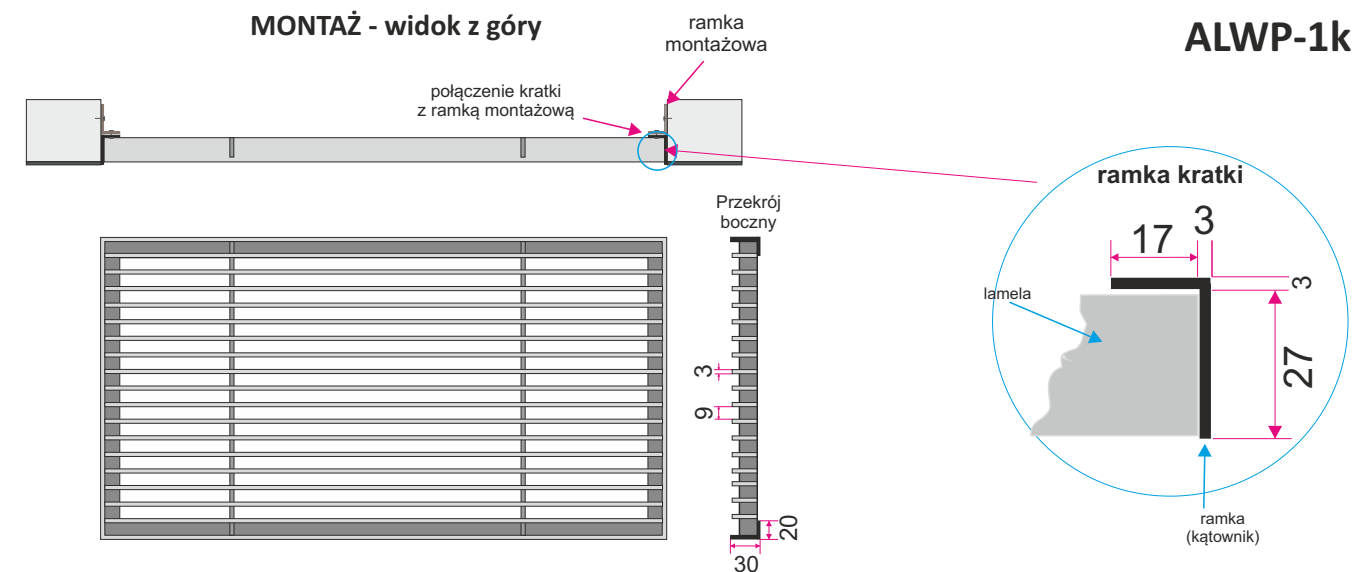 MONTAŻ - widok z góry
ramka
montażowa
ALWP-1k
połączenie kratki
z ramką montażową
ramka kratki
Przekrój
boczny
3
17
3
lamela
27
3
9
20
30
ramka
(kątownik)